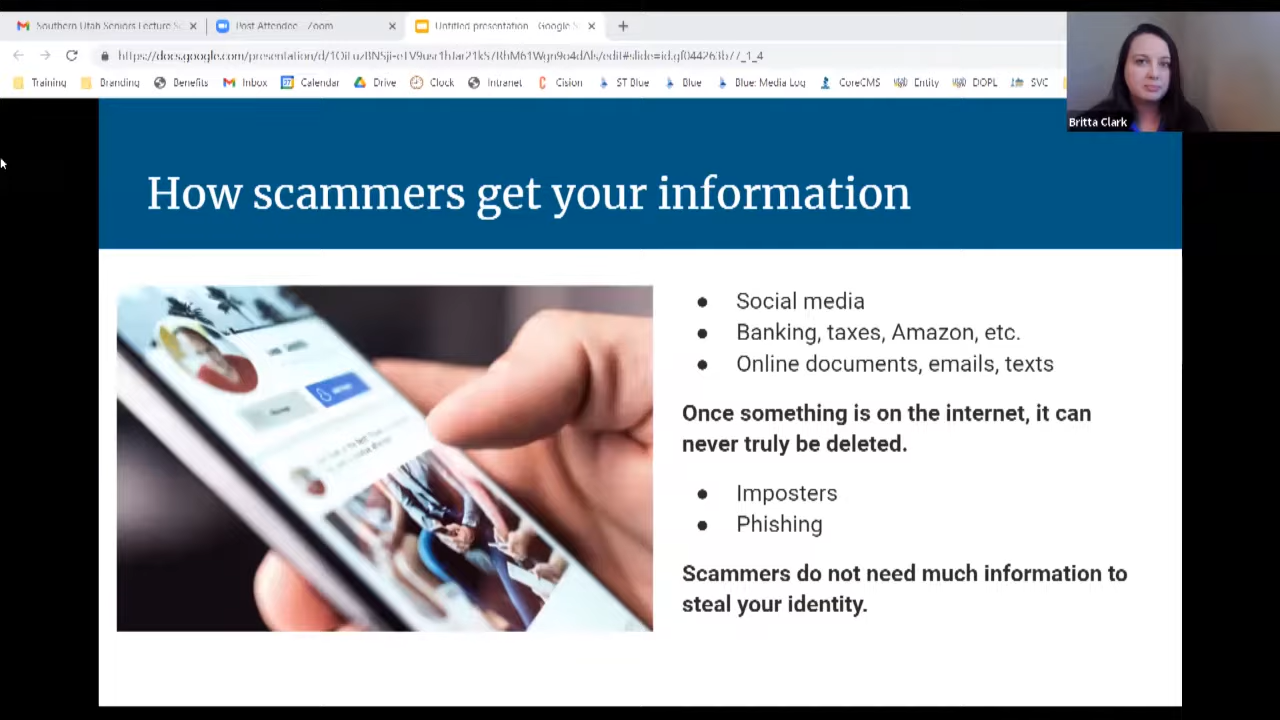 Southern Utah Seniors Lecture S
Post Attendee - Zoom
Untitled presentation - Google S
Training
Branding
Benefits
Inbox
Calendar
Drive
Clock
Intranet
Cision
ST Blue
Blue
Blue: Media Log
CoreCMS
Entity
DOPL
SVC
Britta Clark
How scammers get your information
● Social media
● Banking, taxes, Amazon, etc.
● Online documents, emails, texts
Once something is on the internet, it can
never truly be deleted.
● Imposters
● Phishing
Scammers do not need much information to
steal your identity.